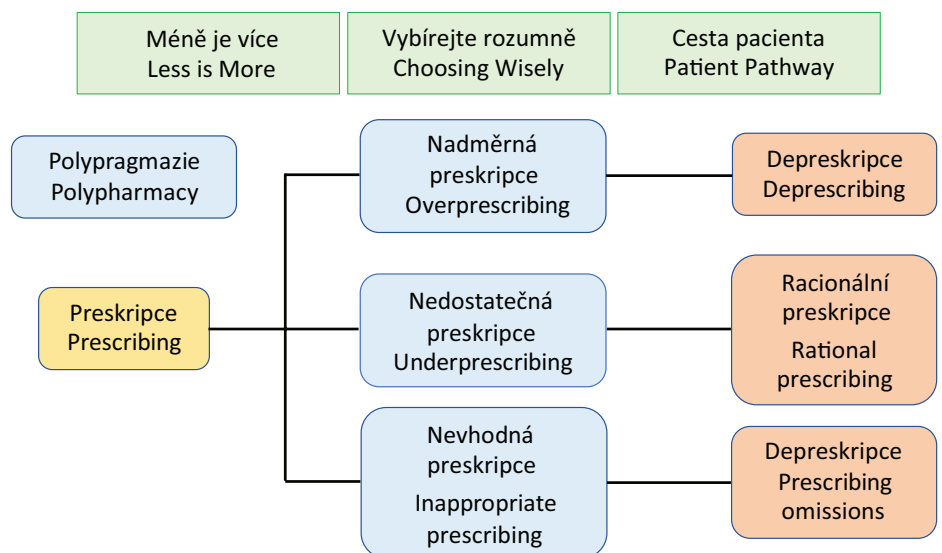 Méně je více
Less is More
Vybírejte rozumně
Choosing Wisely
Cesta pacienta
Patient Pathway
Polypragmazie
Polypharmacy
Nadměrná
preskripce
Overprescribing
Depreskripce
Deprescribing
Preskripce
Prescribing
Nedostatečná
preskripce
Underprescribing
Racionální
preskripce
Rational
prescribing
Nevhodná
preskripce
Inappropriate
prescribing
Depreskripce
Prescribing
omissions